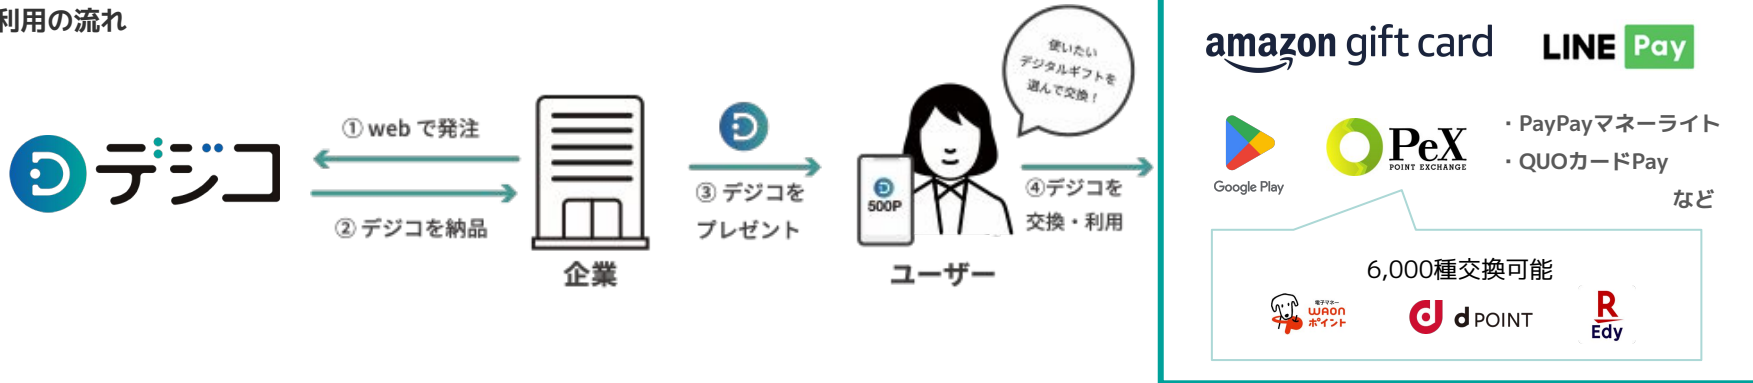 利用の流れ
デジコ
① web で発注
② デジコを納品
企業
③ デジコを
プレゼント
500P
ユーザー
使いたい
デジタルギフトを
選んで交換！
④デジコを
交換・利用
amazon gift card
LINE Pay
Google Play
PeX
POINT EXCHANGE
・PayPayマネーライト
・QUOカードPay
など
6,000種交換可能
電子マネー
WAON
ポイント
d POINT
R
Edy